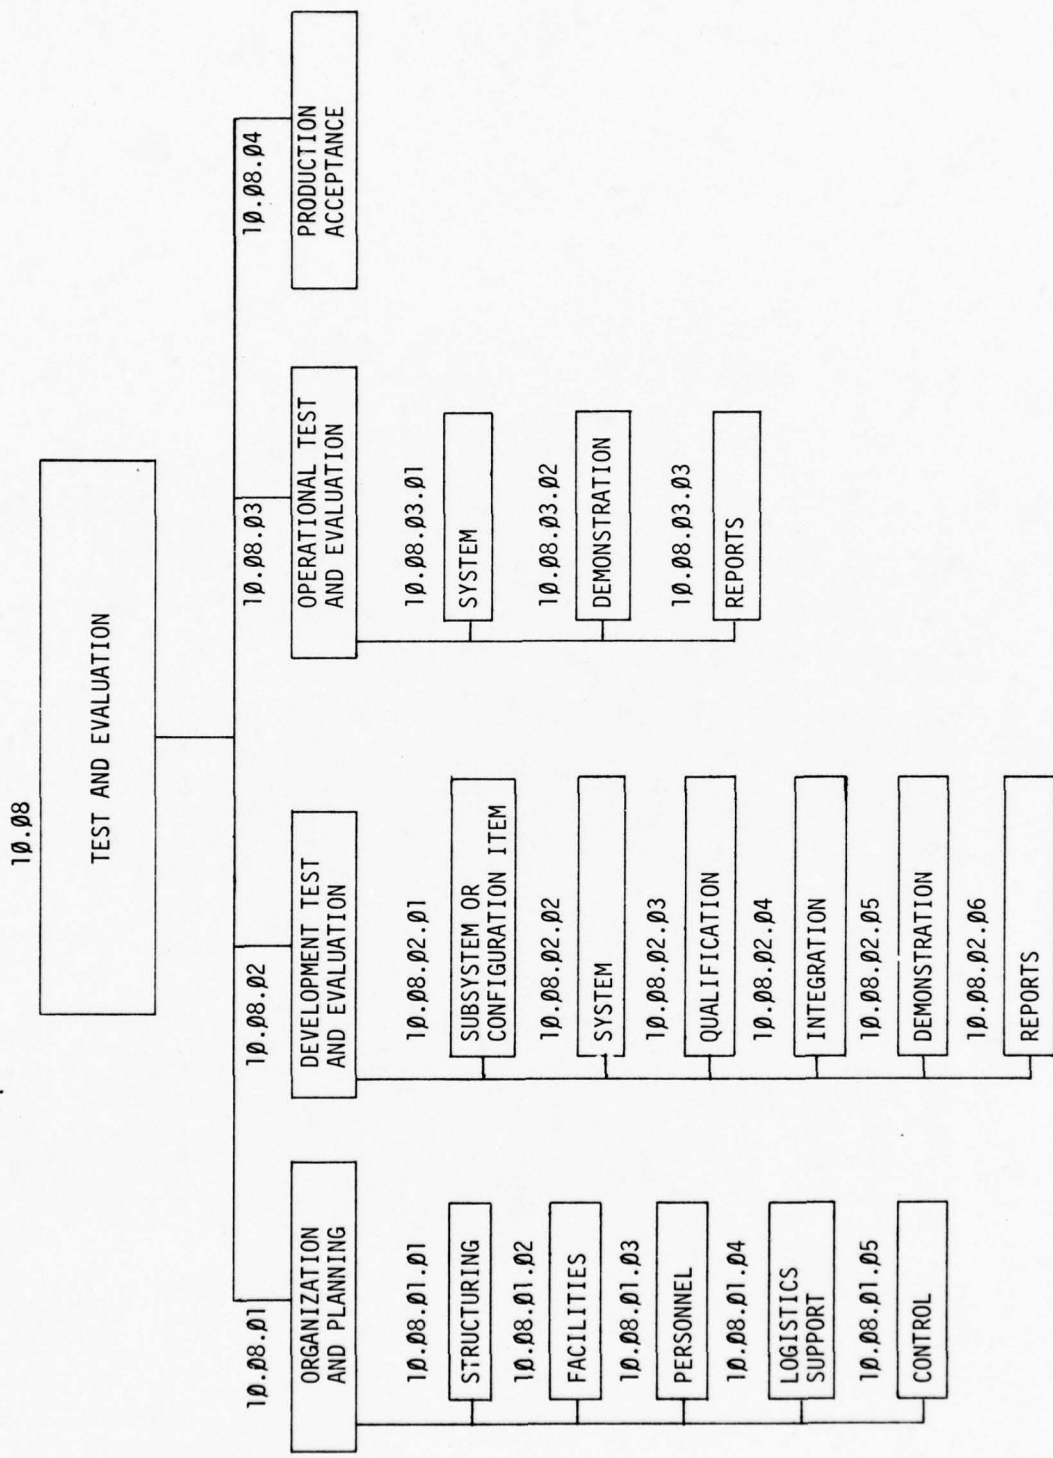 10.08
TEST AND EVALUATION
10.08.01
ORGANIZATION
AND PLANNING
10.08.01.01
STRUCTURING
10.08.01.02
FACILITIES
10.08.01.03
PERSONNEL
10.08.01.04
LOGISTICS
SUPPORT
10.08.01.05
CONTROL
10.08.02
DEVELOPMENT TEST
AND EVALUATION
10.08.02.01
SUBSYSTEM OR
CONFIGURATION ITEM
10.08.02.02
SYSTEM
10.08.02.03
QUALIFICATION
10.08.02.04
INTEGRATION
10.08.02.05
DEMONSTRATION
10.08.02.06
REPORTS
10.08.03
OPERATIONAL TEST
AND EVALUATION
10.08.03.01
SYSTEM
10.08.03.02
DEMONSTRATION
10.08.03.03
REPORTS
10.08.04
PRODUCTION
ACCEPTANCE